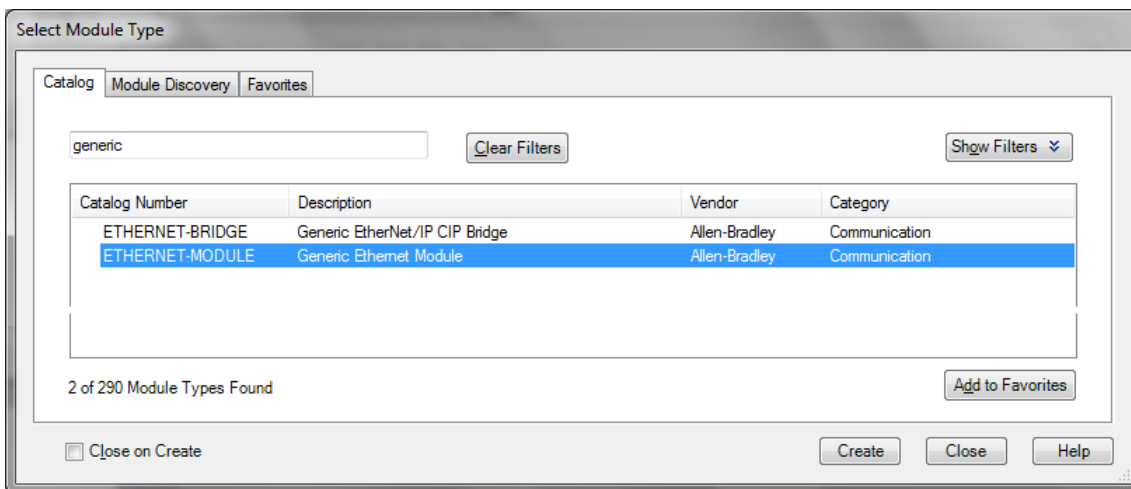 Select Module Type
Catalog Module Discovery Favorites
generic Clear Filters Show Filters
Catalog Number Description Vendor Category
ETHERNET-BRIDGE Generic EtherNet/IP CIP Bridge Allen-Bradley Communication
ETHERNET-MODULE Generic Ethernet Module Allen-Bradley Communication
2 of 290 Module Types Found Add to Favorites
Close on Create Create Close Help